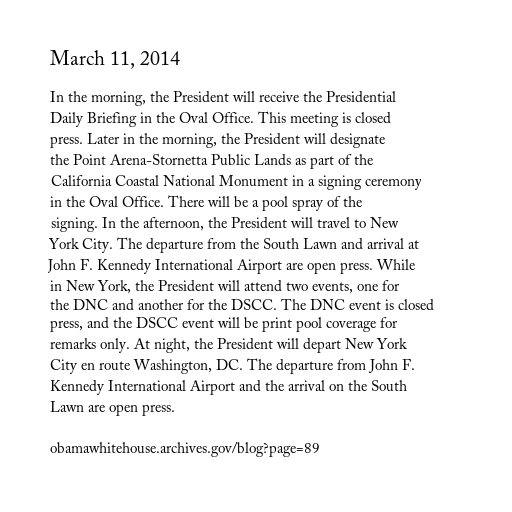 March 11, 2014
In the morning, the President will receive the Presidential
Daily Briefing in the Oval Office. This meeting is closed
press. Later in the morning, the President will designate
the Point Arena-Stornetta Public Lands as part of the
California Coastal National Monument in a signing ceremony
in the Oval Office. There will be a pool spray of the
signing. In the afternoon, the President will travel to New
York City. The departure from the South Lawn and arrival at
John F. Kennedy International Airport are open press. While
in New York, the President will attend two events, one for
the DNC and another for the DSCC. The DNC event is closed
press, and the DSCC event will be print pool coverage for
remarks only. At night, the President will depart New York
City en route Washington, DC. The departure from John F.
Kennedy International Airport and the arrival on the South
Lawn are open press.
obamawhitehouse.archives.gov/blog?page=89